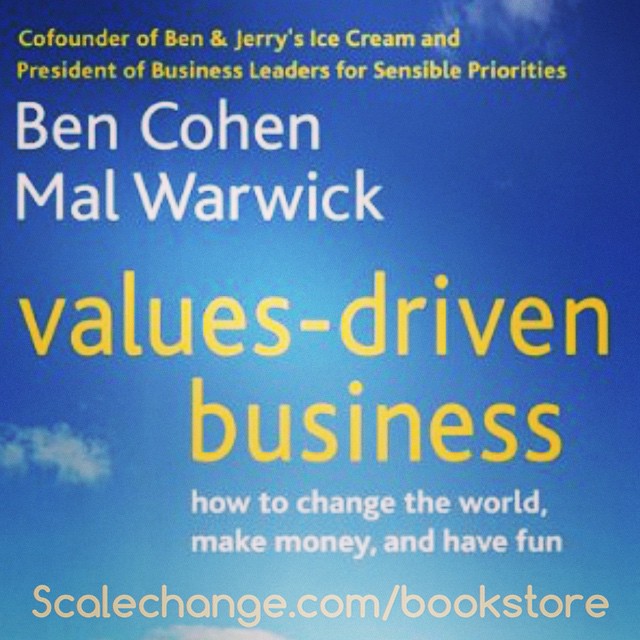 Cofounder of Ben & Jerry's Ice Cream and
President of Business Leaders for Sensible Priorities
Ben Cohen
Mal Warwick
values-driven
business
how to change the world,
make money, and have fun
Scalechange.com/bookstore